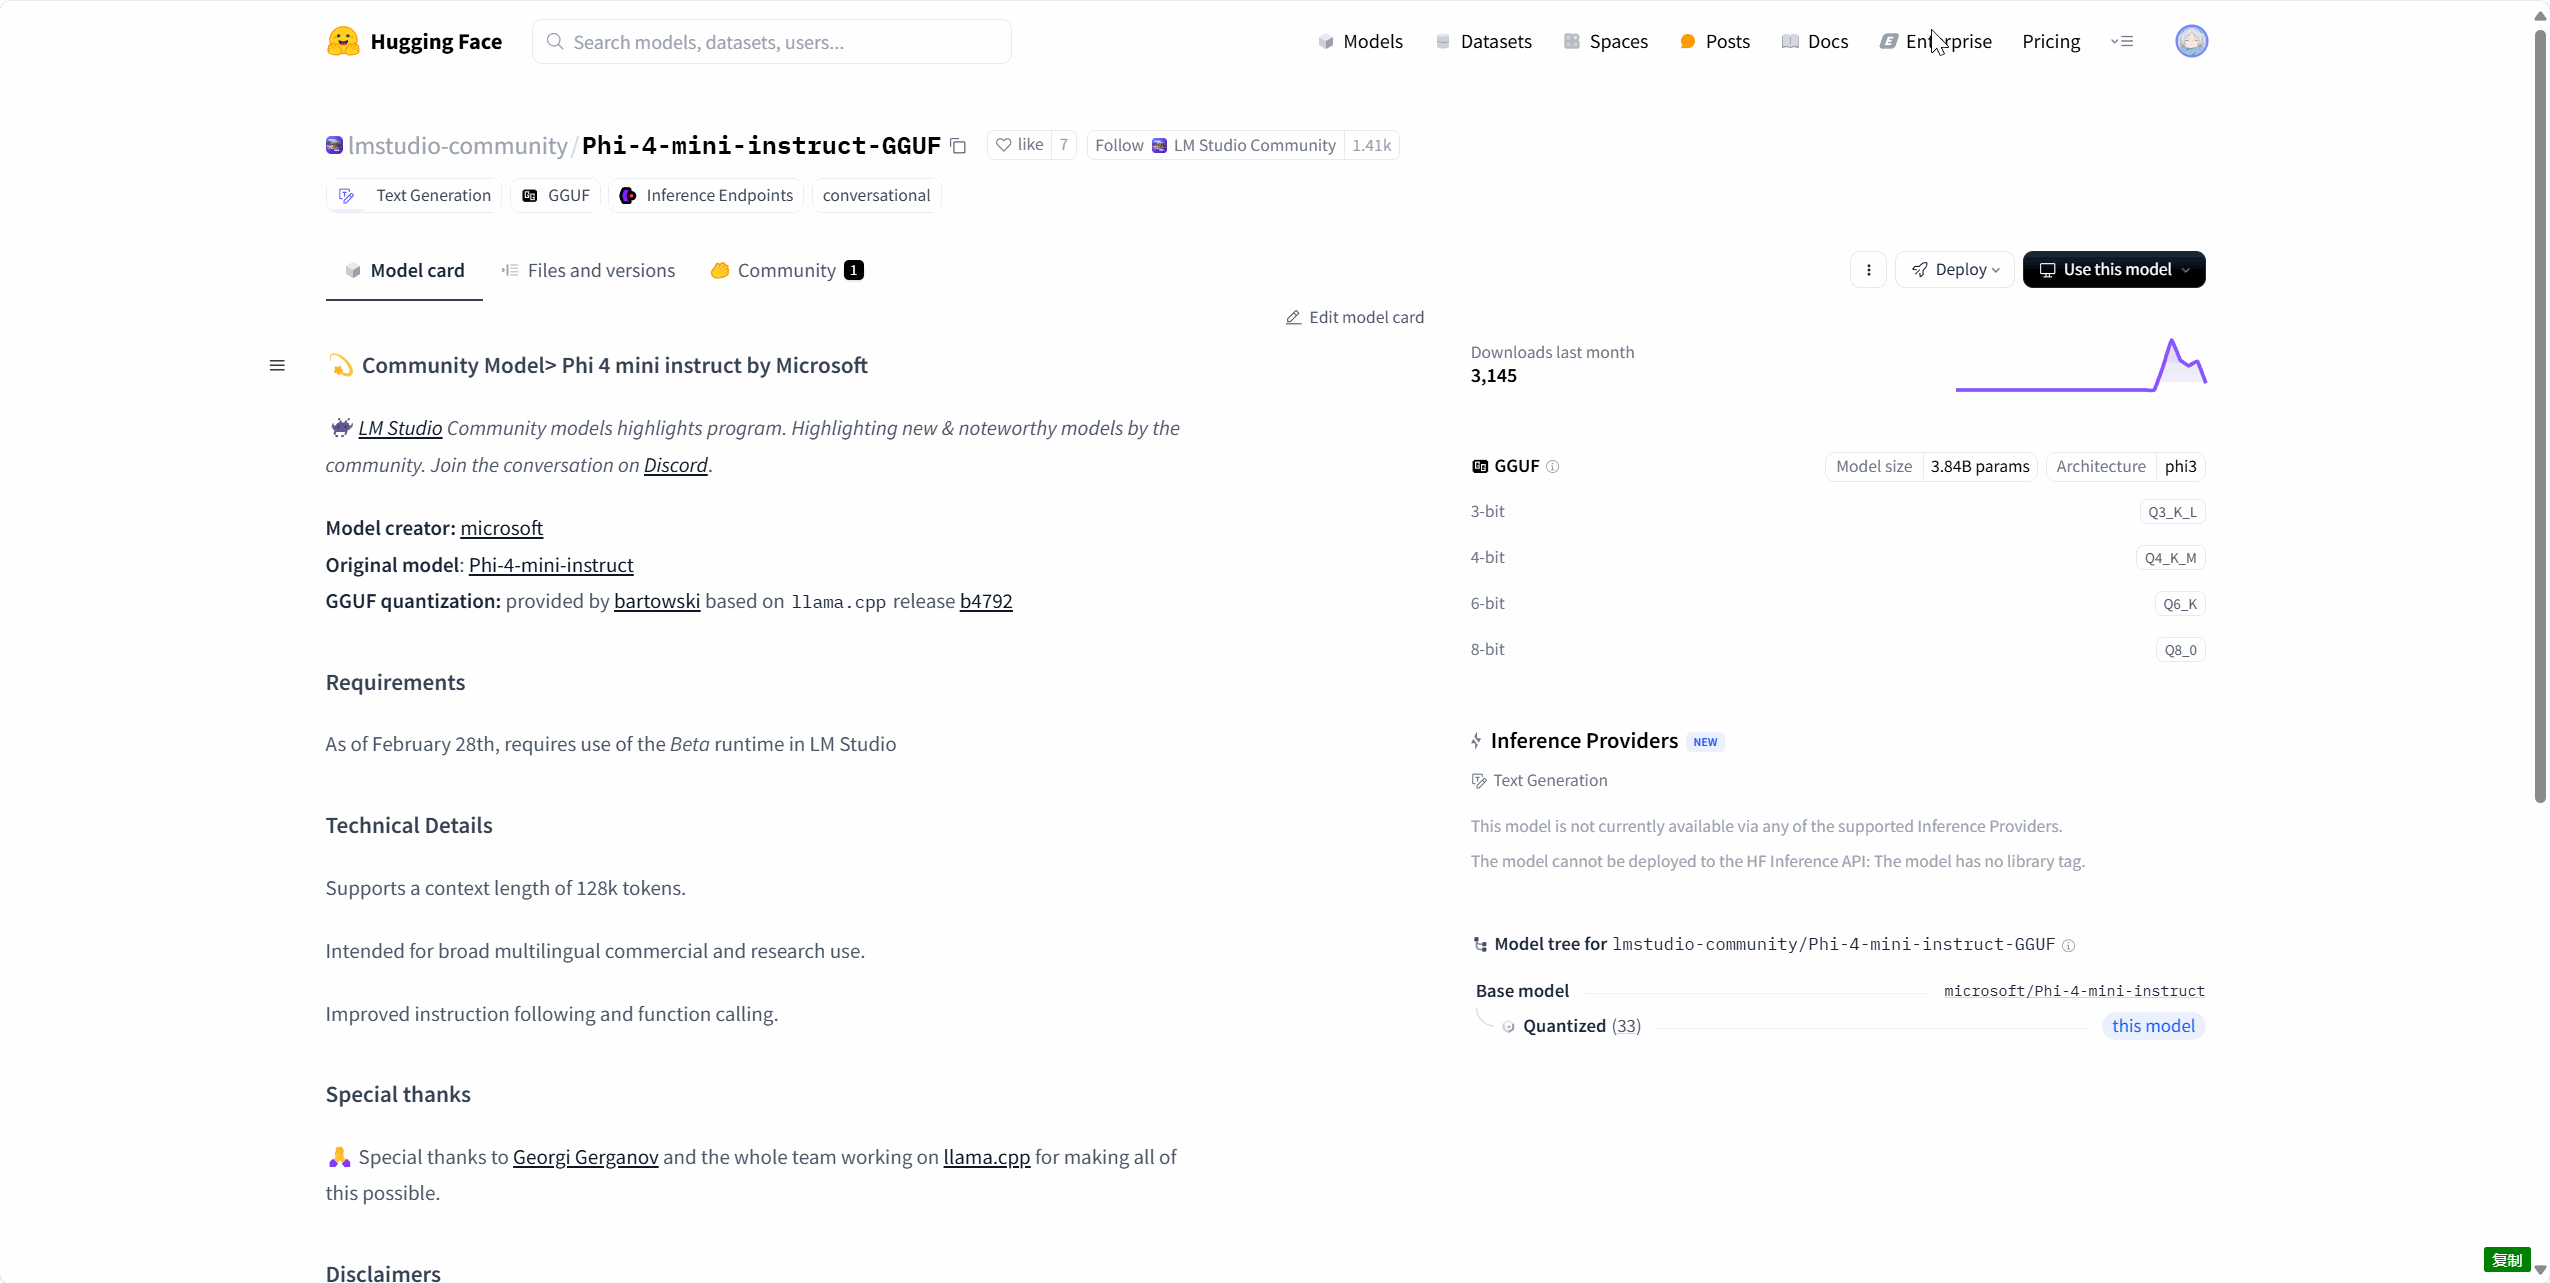 Hugging Face
Search models, datasets, users...
Models
Datasets
Spaces
Posts
Docs
Enterprise
Pricing
lmstudio-community/Phi-4-mini-instruct-GGUF
like 7
Follow LM Studio Community 1.41k
Text Generation
GGUF
Inference Endpoints
conversational
Model card
Files and versions
Community 1
Deploy
Use this model
Edit model card
Community Model> Phi 4 mini instruct by Microsoft
LM Studio Community models highlights program. Highlighting new & noteworthy models by the
community. Join the conversation on Discord.
Model creator: microsoft
Original model: Phi-4-mini-instruct
GGUF quantization: provided by bartowski based on llama.cpp release b4792
Requirements
As of February 28th, requires use of the Beta runtime in LM Studio
Technical Details
Supports a context length of 128k tokens.
Intended for broad multilingual commercial and research use.
Improved instruction following and function calling.
Special thanks
Special thanks to Georgi Gerganov and the whole team working on llama.cpp for making all of
this possible.
Disclaimers
Downloads last month
3,145
GGUF
Model size 3.84B params
Architecture phi3
3-bit
Q3_K_L
4-bit
Q4_K_M
6-bit
Q6_K
8-bit
Q8_0
Inference Providers NEW
Text Generation
This model is not currently available via any of the supported Inference Providers.
The model cannot be deployed to the HF Inference API: The model has no library tag.
Model tree for lmstudio-community/Phi-4-mini-instruct-GGUF
Base model
microsoft/Phi-4-mini-instruct
Quantized (33)
this model
复制